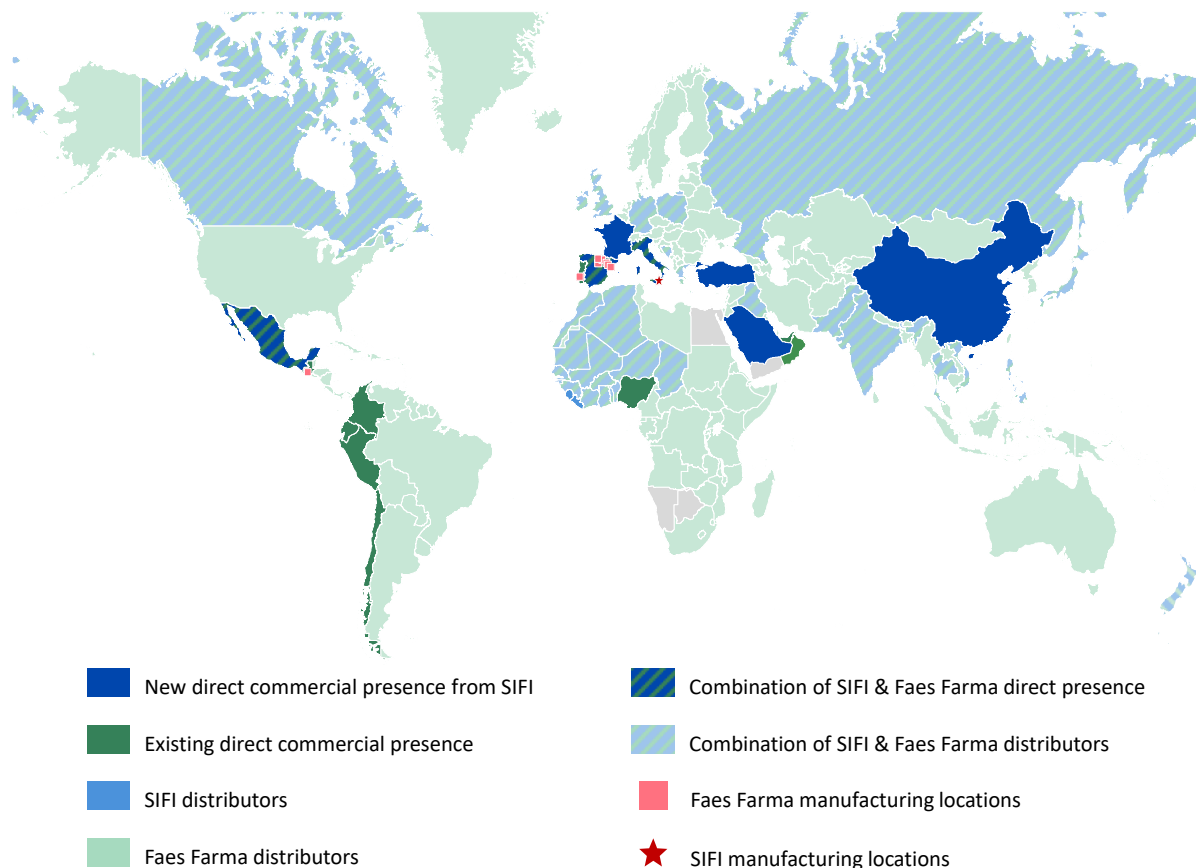 New direct commercial presence from SIFI
Existing direct commercial presence
SIFI distributors
Faes Farma distributors
Combination of SIFI & Faes Farma direct presence
Combination of SIFI & Faes Farma distributors
Faes Farma manufacturing locations
SIFI manufacturing locations